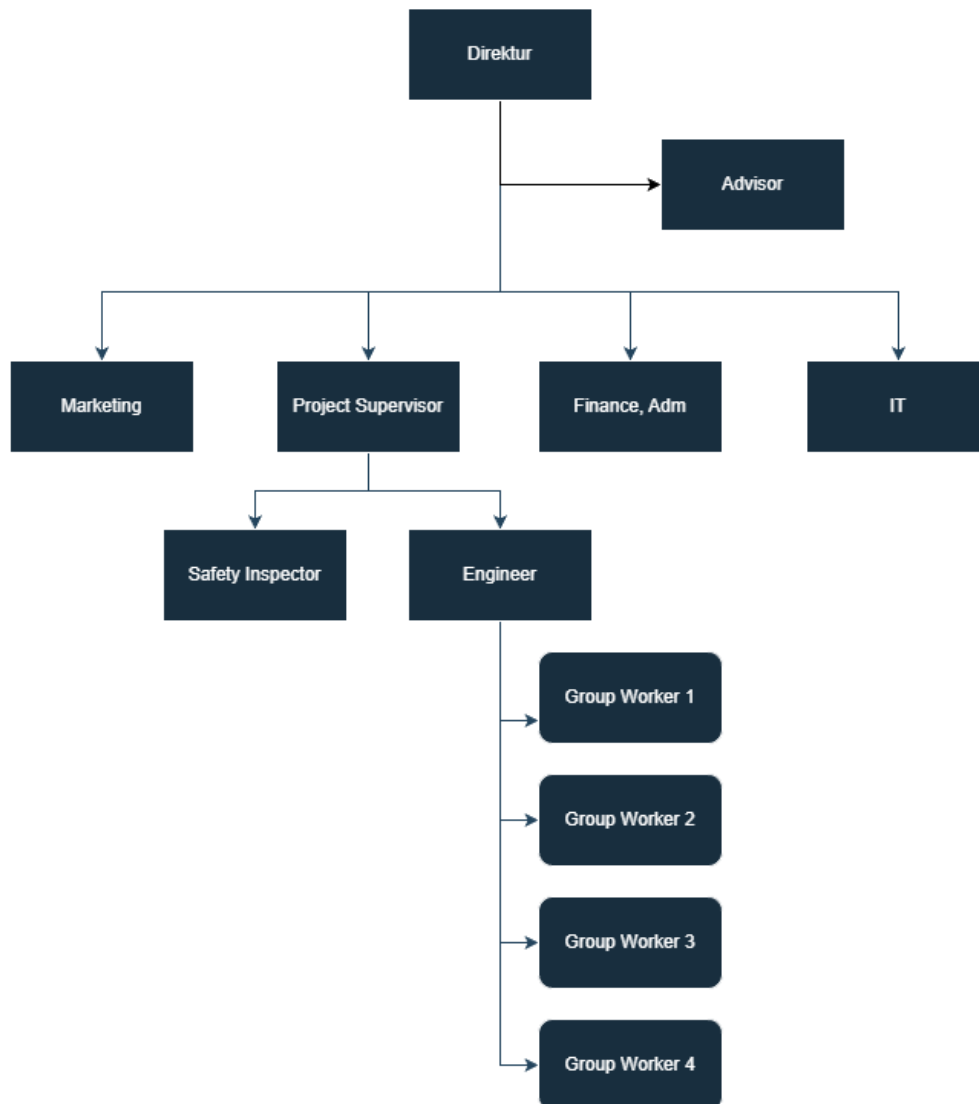 Direktur
Advisor
Marketing
Project Supervisor
Finance, Adm
IT
Safety Inspector
Engineer
Group Worker 1
Group Worker 2
Group Worker 3
Group Worker 4